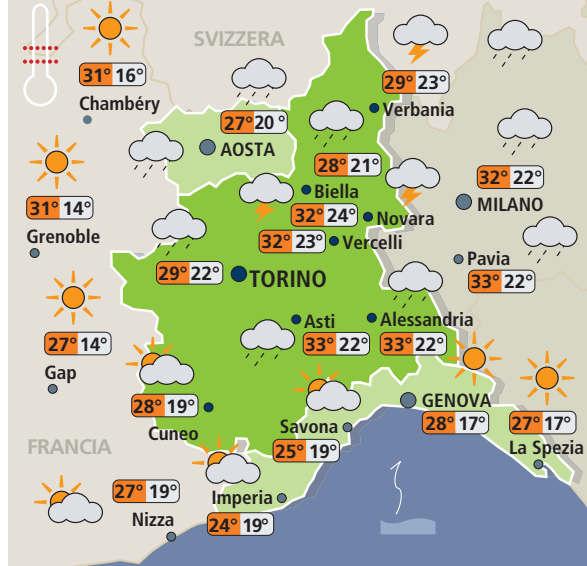 SVIZZERA
31° 16°
Chambéry
29° 23°
Verbania
27° 20°
AOSTA
28° 21°
Biella
32° 22°
MILANO
31° 14°
Grenoble
32° 24°
Novara
32° 23°
Vercelli
Pavia
33° 22°
29° 22°
TORINO
27° 14°
Gap
Asti
33° 22°
Alessandria
33° 22°
28° 19°
Cuneo
GENOVA
28° 17°
27° 17°
La Spezia
Savona
25° 19°
FRANCIA
27° 19°
Nizza
Imperia
24° 19°